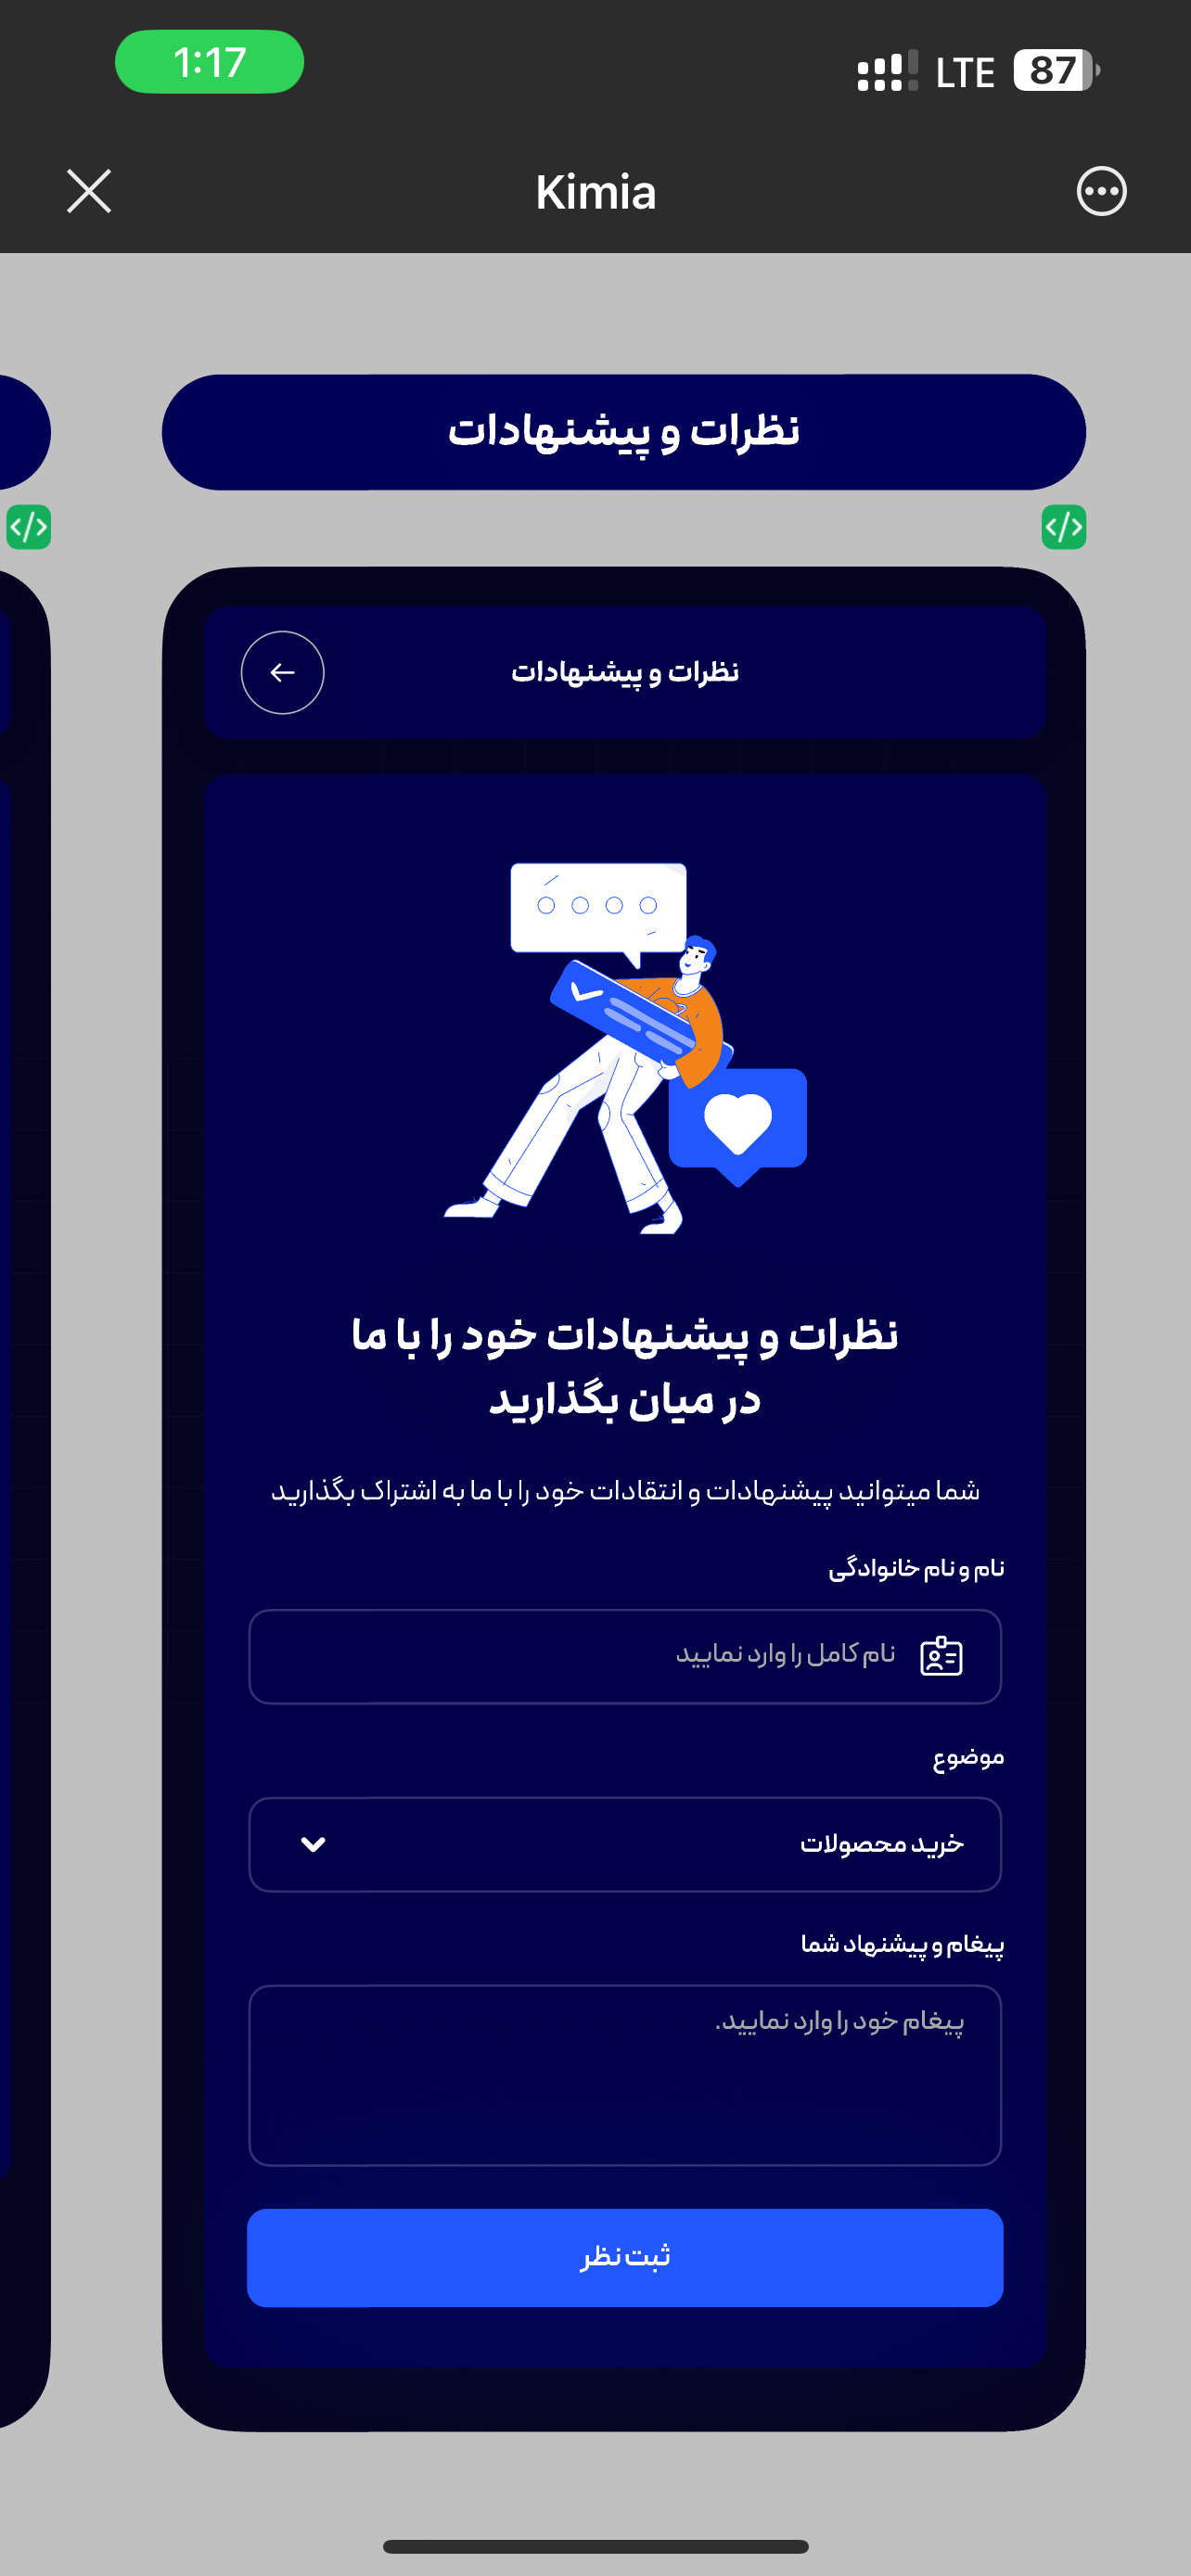 1:17
LTE
87
Kimia
نظرات و پیشنهادات
نظرات و پیشنهادات
نظرات و پیشنهادات خود را با ما
در میان بگذارید
شما میتوانید پیشنهادات و انتقادات خود را با ما به اشتراک بگذارید
نام و نام خانوادگی
نام کامل را وارد نمایید
موضوع
خرید محصولات
پیغام و پیشنهاد شما
پیغام خود را وارد نمایید.
ثبت نظر